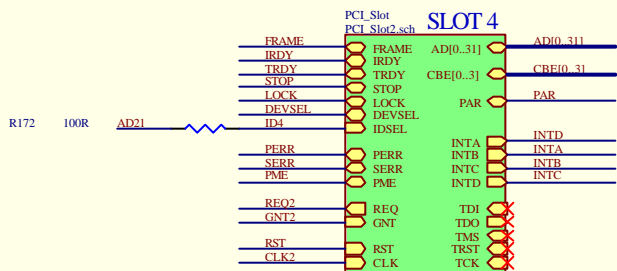 PCI_Slot
SLOT 4
PCI_Slot2.sch
FRAME FRAME AD[0..31] AD[0..31]
IRDY IRDY
TRDY TRDY CBE[0..3] CBE[0..3]
STOP STOP
LOCK LOCK PAR PAR
DEVSEL DEVSEL
R172 100R AD21 ID4 IDSEL
INTA INTD
PERR PERR INTB INTA
SERR SERR INTC INTB
PME PME INTD INTC
REQ2 REQ TDI
GNT2 GNT TDO
TMS
RST RST TRST
CLK2 CLK TCK